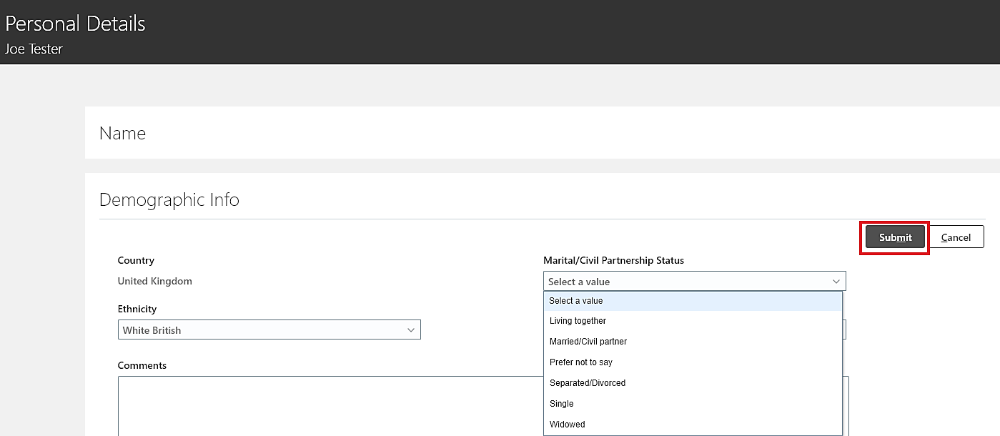 Personal Details
Joe Tester
Name
Demographic Info
Submit
Cancel
Country
United Kingdom
Marital/Civil Partnership Status
Select a value
Select a value
Living together
Married/Civil partner
Prefer not to say
Separated/Divorced
Single
Widowed
Ethnicity
White British
Comments